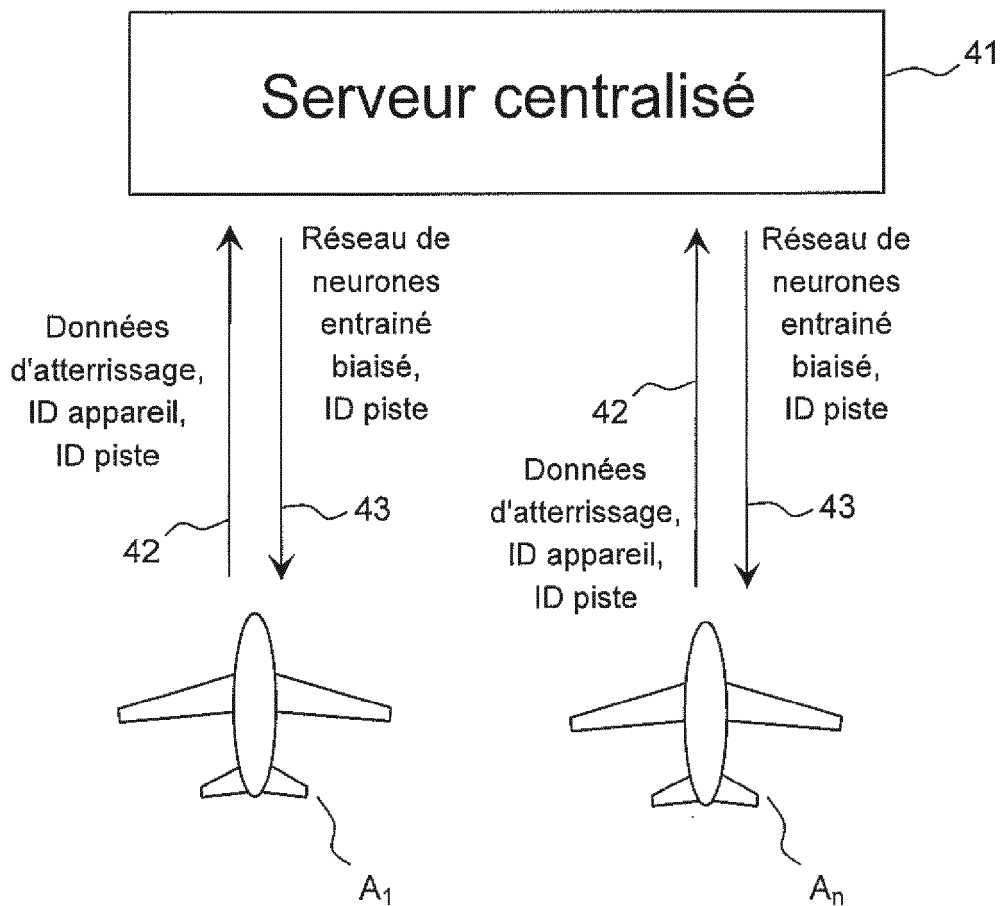 Serveur centralisé
41
Données
d'atterrissage,
ID appareil,
ID piste
42
Réseau de
neurones
entrainé
biaisé,
ID piste
43
42
Données
d'atterrissage,
ID appareil,
ID piste
Réseau de
neurones
entrainé
biaisé,
ID piste
43
A1
An